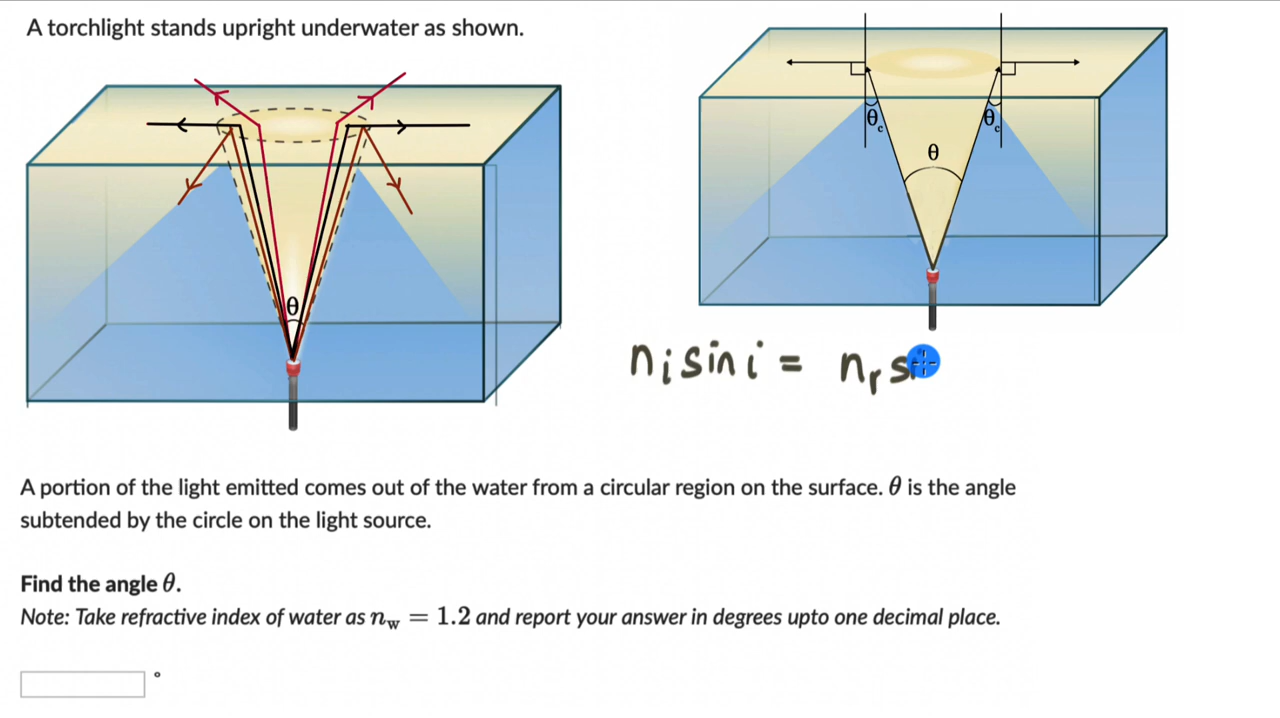 A torchlight stands upright underwater as shown.
θ
θc θc
θ
nᵢ sin i = nᵣ s
A portion of the light emitted comes out of the water from a circular region on the surface. θ is the angle
subtended by the circle on the light source.
Find the angle θ.
Note: Take refractive index of water as n_w = 1.2 and report your answer in degrees upto one decimal place.
°